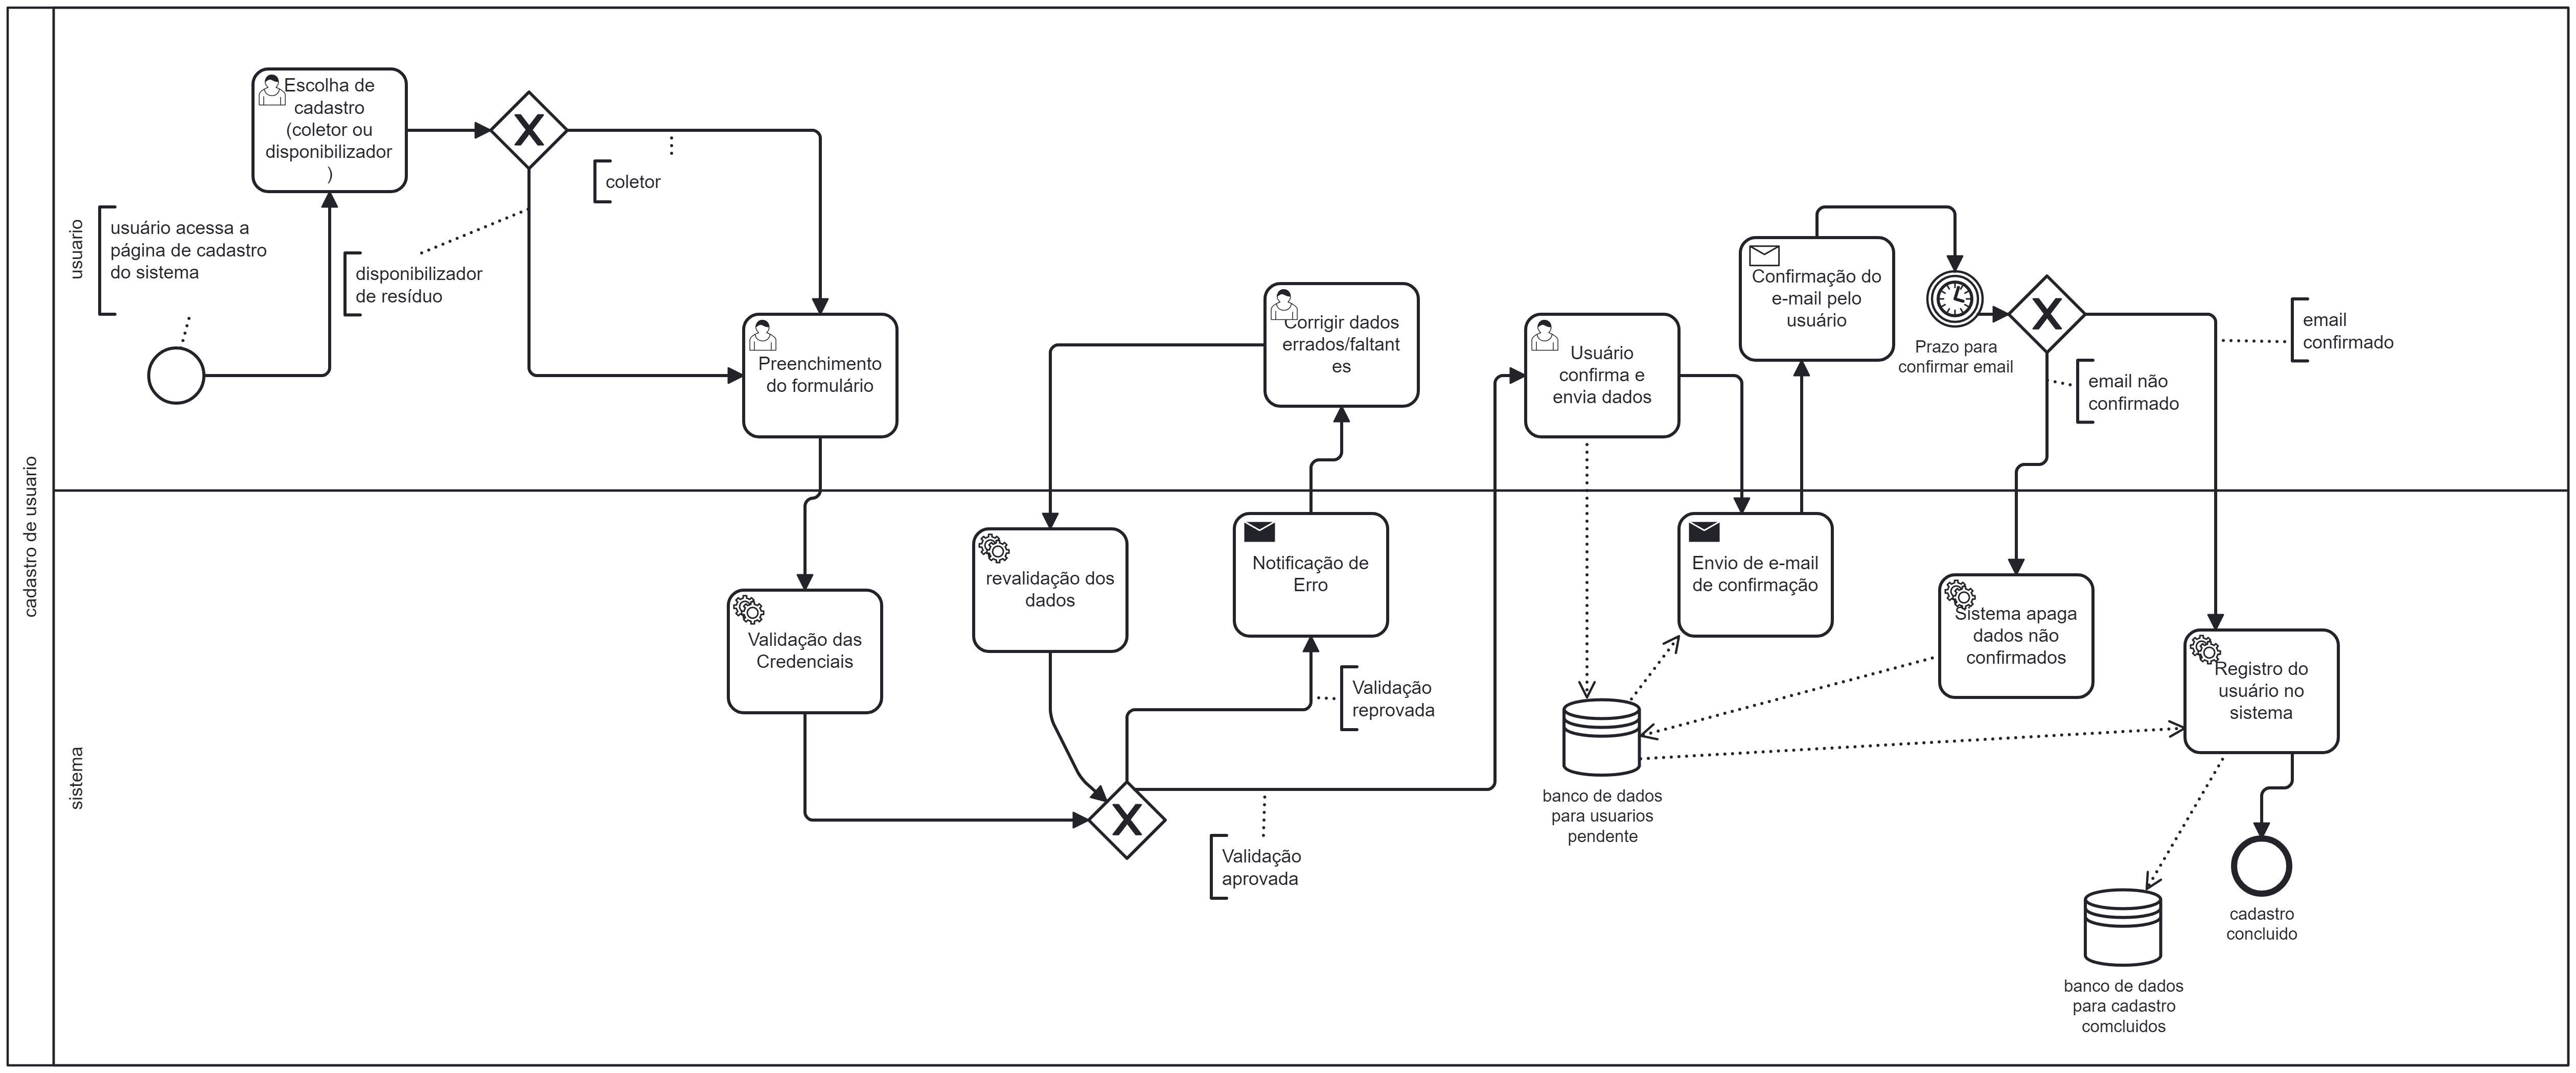 cadastro de usuario
usuario
sistema
Escolha de
cadastro
(coletor ou
disponibilizador
)
usuário acessa a
página de cadastro
do sistema
coletor
disponibilizador
de resíduo
Preenchimento
do formulário
Validação das
Credenciais
revalidação dos
dados
Corrigir dados
errados/faltant
es
Notificação de
Erro
Validação
reprovada
Validação
aprovada
Usuário
confirma e
envia dados
banco de dados
para usuarios
pendente
Envio de e-mail
de confirmação
Confirmação do
e-mail pelo
usuário
Prazo para
confirmar email
email não
confirmado
email
confirmado
Sistema apaga
dados não
confirmados
Registro do
usuário no
sistema
cadastro
concluido
banco de dados
para cadastro
comcluidos